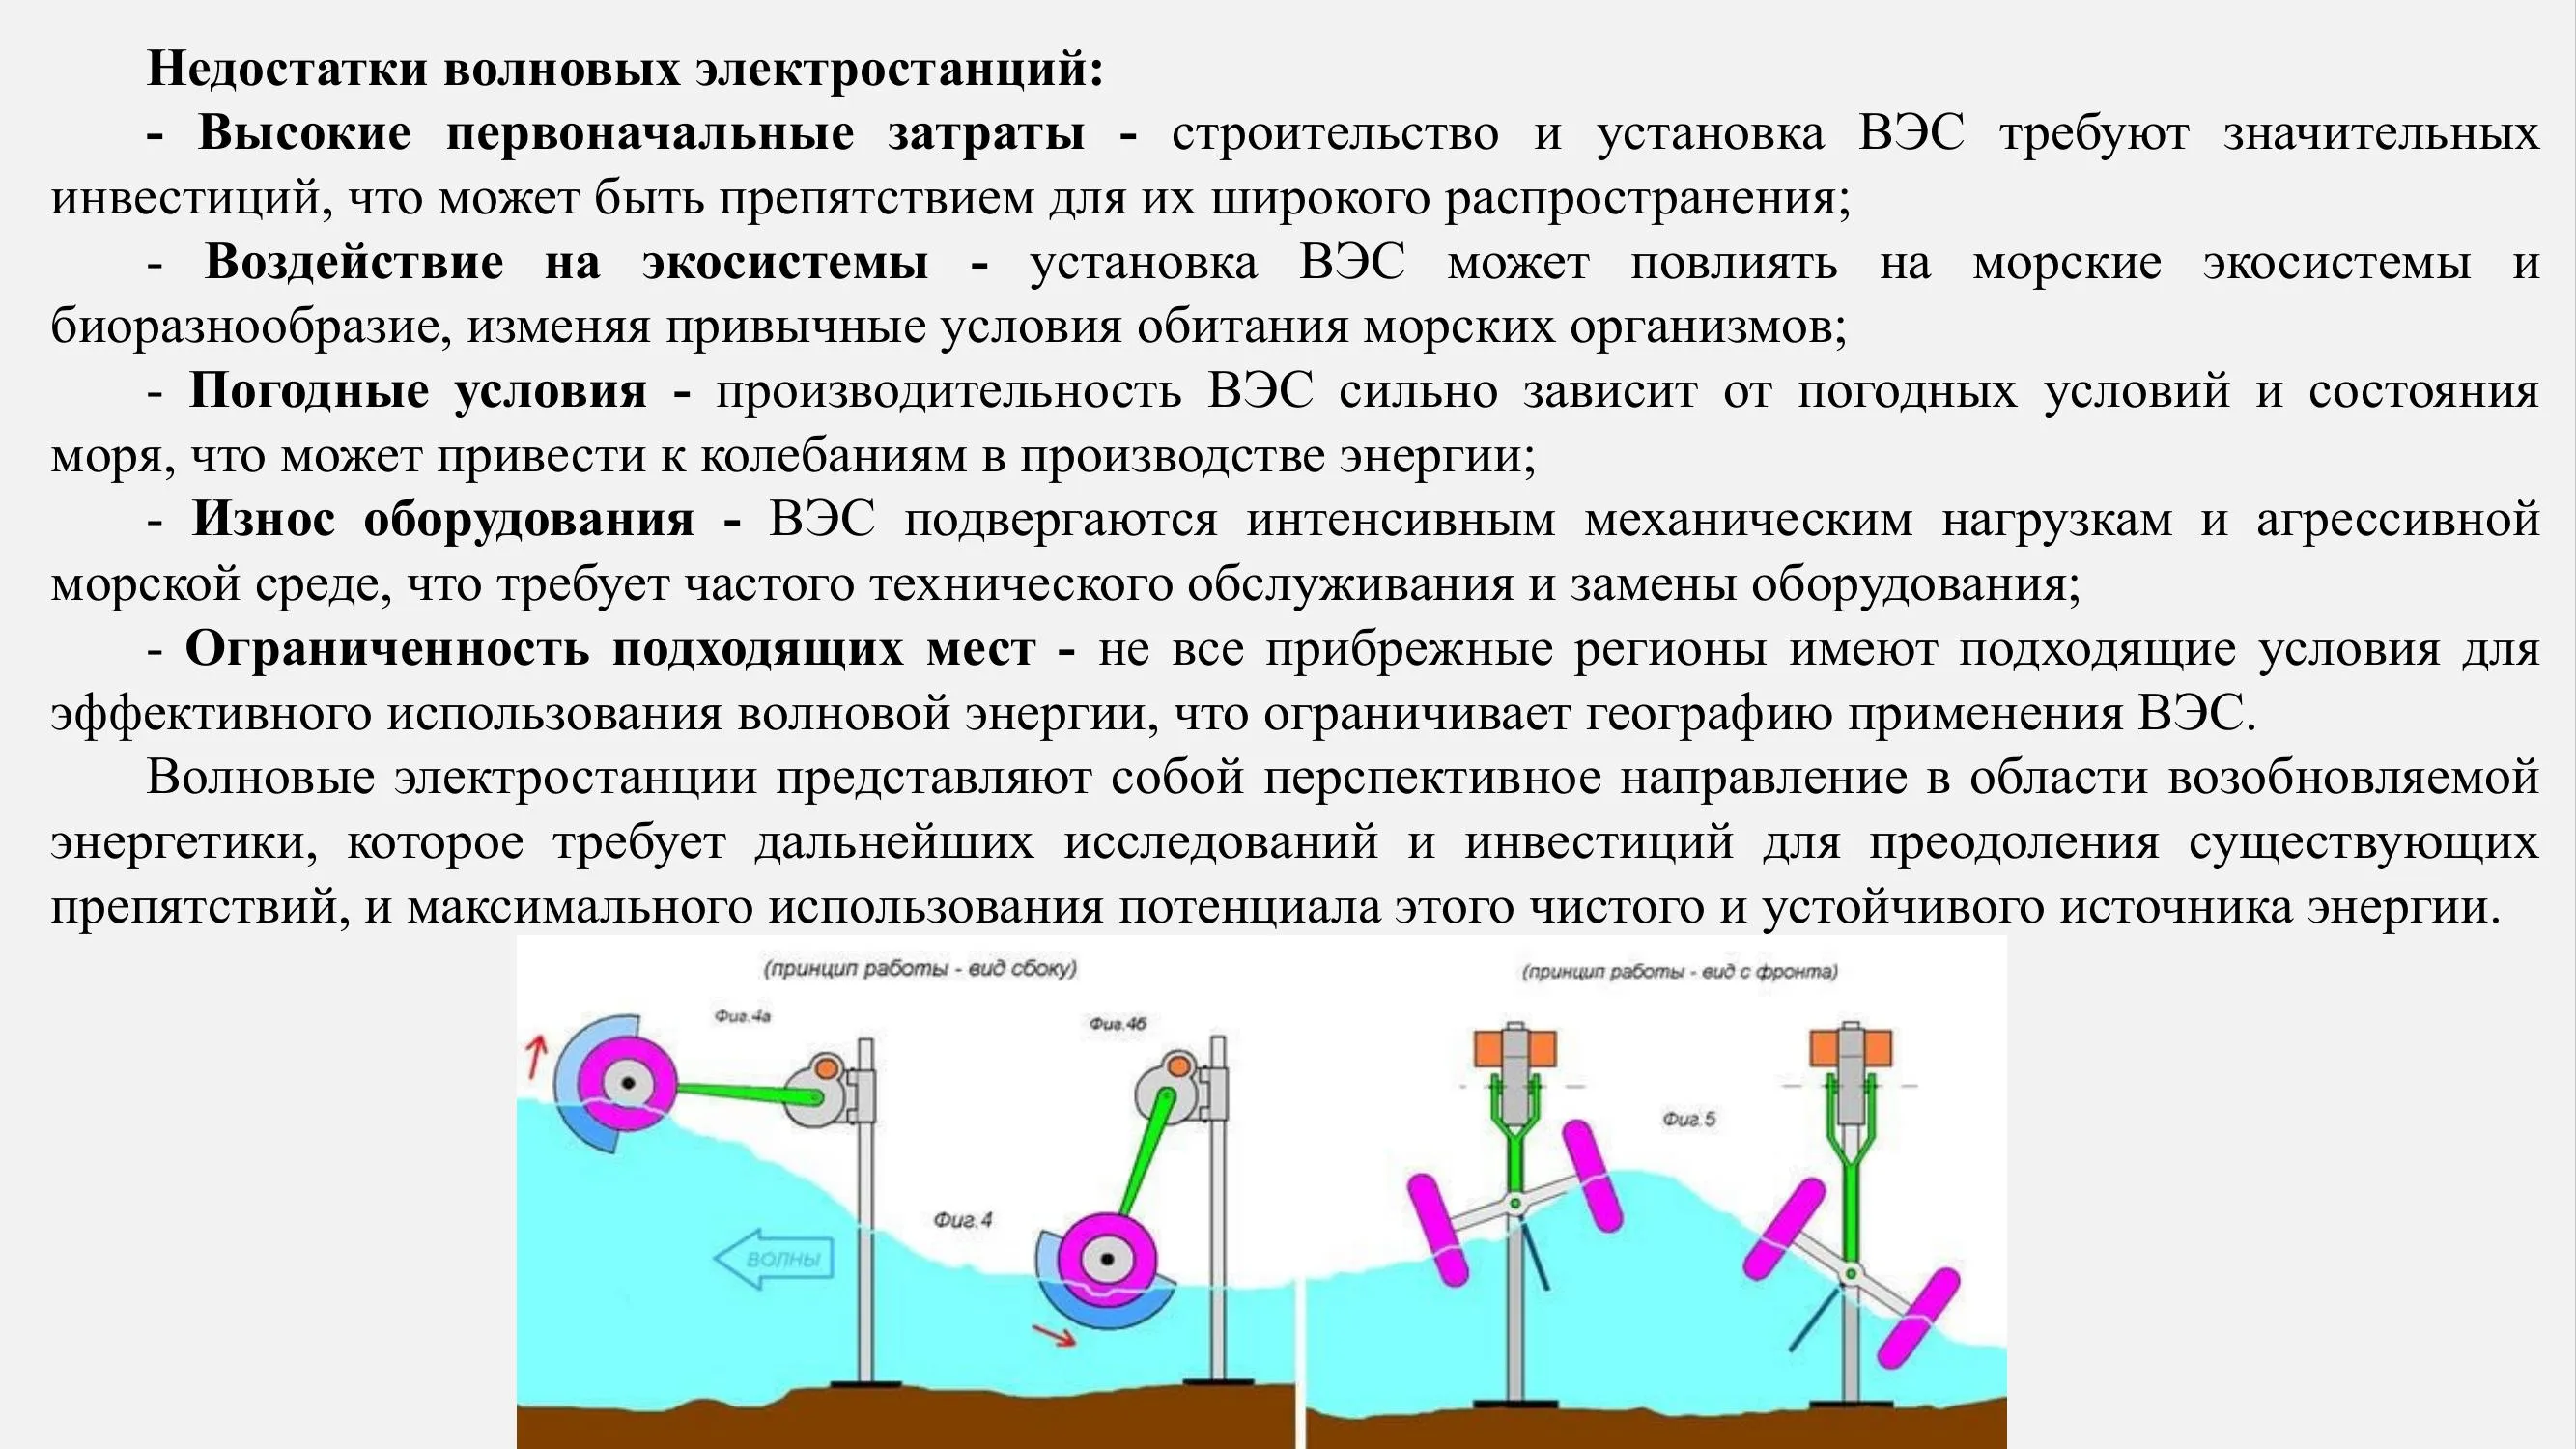 Недостатки волновых электростанций:
- Высокие первоначальные затраты - строительство и установка ВЭС требуют значительных
инвестиций, что может быть препятствием для их широкого распространения;
- Воздействие на экосистемы - установка ВЭС может повлиять на морские экосистемы и
биоразнообразие, изменяя привычные условия обитания морских организмов;
- Погодные условия - производительность ВЭС сильно зависит от погодных условий и состояния
моря, что может привести к колебаниям в производстве энергии;
- Износ оборудования - ВЭС подвергаются интенсивным механическим нагрузкам и агрессивной
морской среде, что требует частого технического обслуживания и замены оборудования;
- Ограниченность подходящих мест - не все прибрежные регионы имеют подходящие условия для
эффективного использования волновой энергии, что ограничивает географию применения ВЭС.
Волновые электростанции представляют собой перспективное направление в области возобновляемой
энергетики, которое требует дальнейших исследований и инвестиций для преодоления существующих
препятствий, и максимального использования потенциала этого чистого и устойчивого источника энергии.
(принцип работы - вид сбоку)
Фиг.4а
Фиг.4б
Фиг.4
ВОЛНЫ
(принцип работы - вид с фронта)
Фиг.5